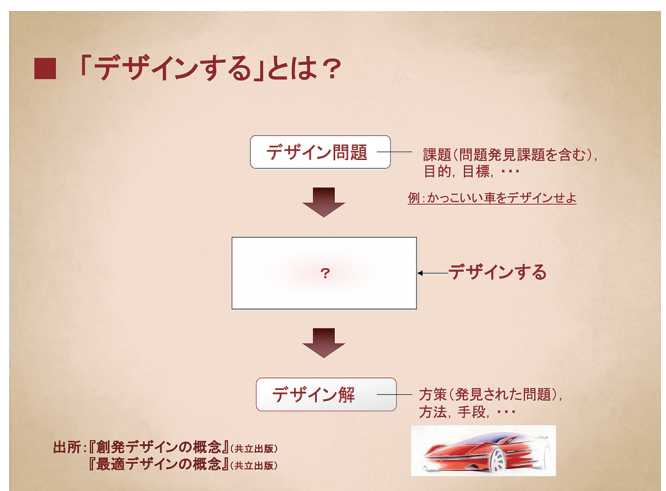 ■ 「デザインする」とは？
デザイン問題
課題（問題発見課題を含む），
目的，目標，・・・
例：かっこいい車をデザインせよ
？
デザインする
デザイン解
方策（発見された問題），
方法，手段，・・・
出所：『創発デザインの概念』（共立出版）
『最適デザインの概念』（共立出版）